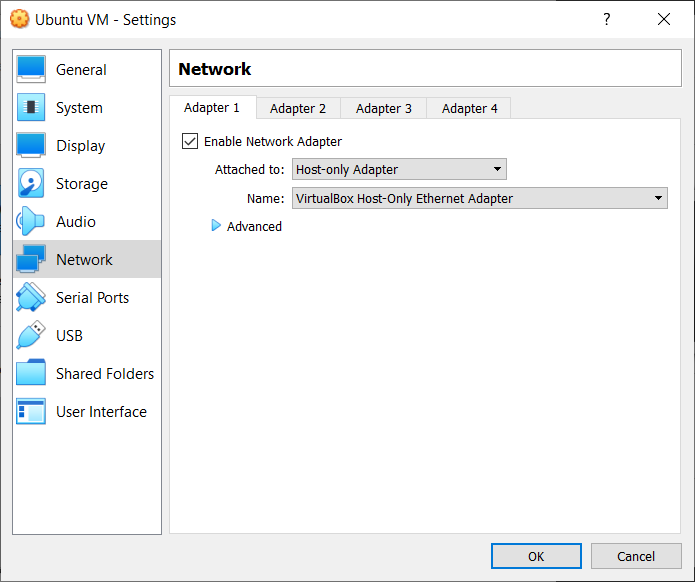 Ubuntu VM - Settings
?
General
System
Display
Storage
Audio
Network
Serial Ports
USB
Shared Folders
User Interface
Network
Adapter 1 Adapter 2 Adapter 3 Adapter 4
Enable Network Adapter
Attached to: Host-only Adapter
Name: VirtualBox Host-Only Ethernet Adapter
Advanced
OK Cancel